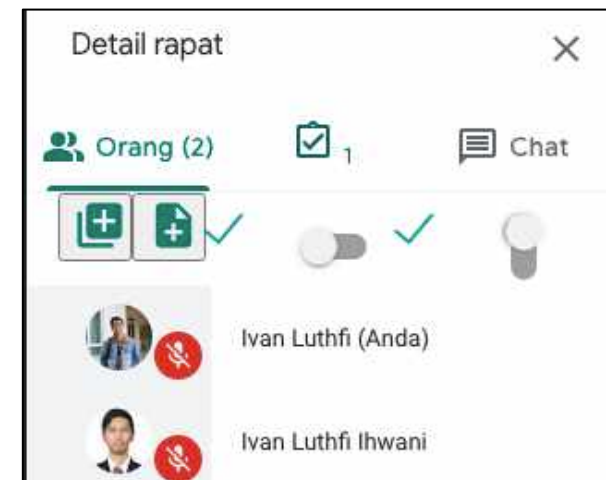 Detail rapat
Orang (2)
1
Chat
Ivan Luthfi (Anda)
Ivan Luthfi Ihwani